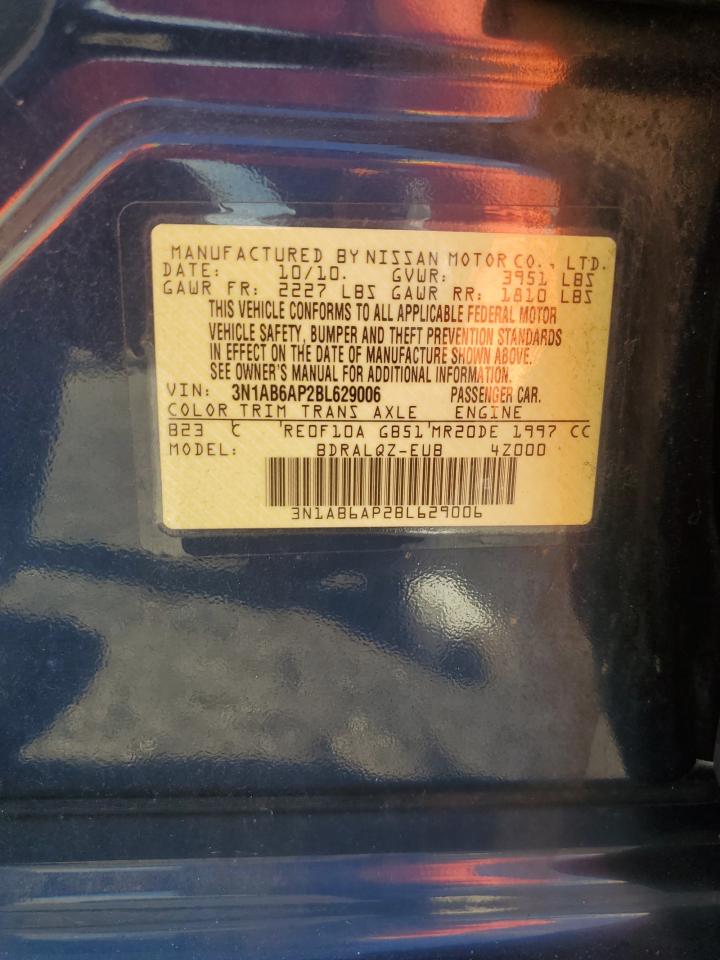 MANUFACTURED BY NISSAN MOTOR CO., LTD.
DATE: 10/10. GVWR: 3951 LBS
GAWR FR: 2227 LBS GAWR RR: 1810 LBS
THIS VEHICLE CONFORMS TO ALL APPLICABLE FEDERAL MOTOR
VEHICLE SAFETY, BUMPER AND THEFT PREVENTION STANDARDS
IN EFFECT ON THE DATE OF MANUFACTURE SHOWN ABOVE.
SEE OWNER'S MANUAL FOR ADDITIONAL INFORMATION.
VIN: 3N1AB6AP2BL629006 PASSENGER CAR.
COLOR TRIM TRANS AXLE ENGINE
B23 C RE0F10A GB51 MR20DE 1997 CC
MODEL: BDRALQZ-EUB 4Z000
3N1AB6AP2BL629006